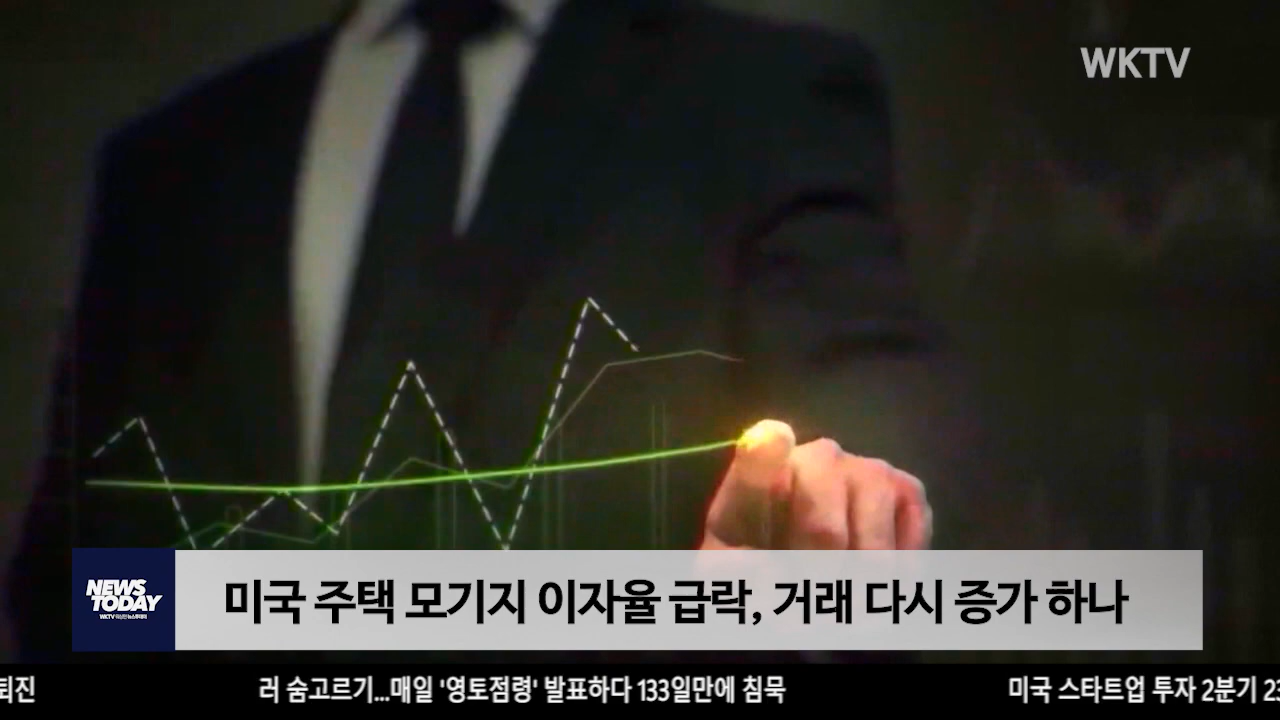 WKTV
NEWS
TODAY
미국 주택 모기지 이자율 급락, 거래 다시 증가 하나
퇴진
러 숨고르기...매일 '영토점령' 발표하다 133일만에 침묵
미국 스타트업 투자 2분기 23